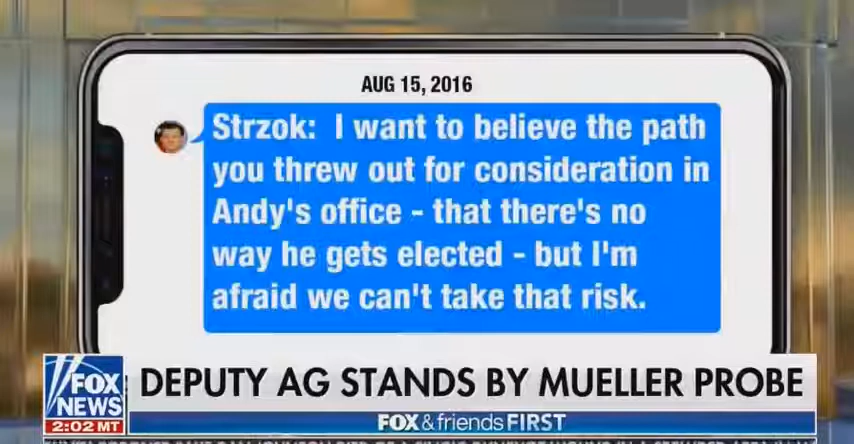 AUG 15, 2016
Strzok: I want to believe the path
you threw out for consideration in
Andy's office - that there's no
way he gets elected - but I'm
afraid we can't take that risk.
FOX
NEWS
2:02 MT
DEPUTY AG STANDS BY MUELLER PROBE
FOX&friendsFIRST